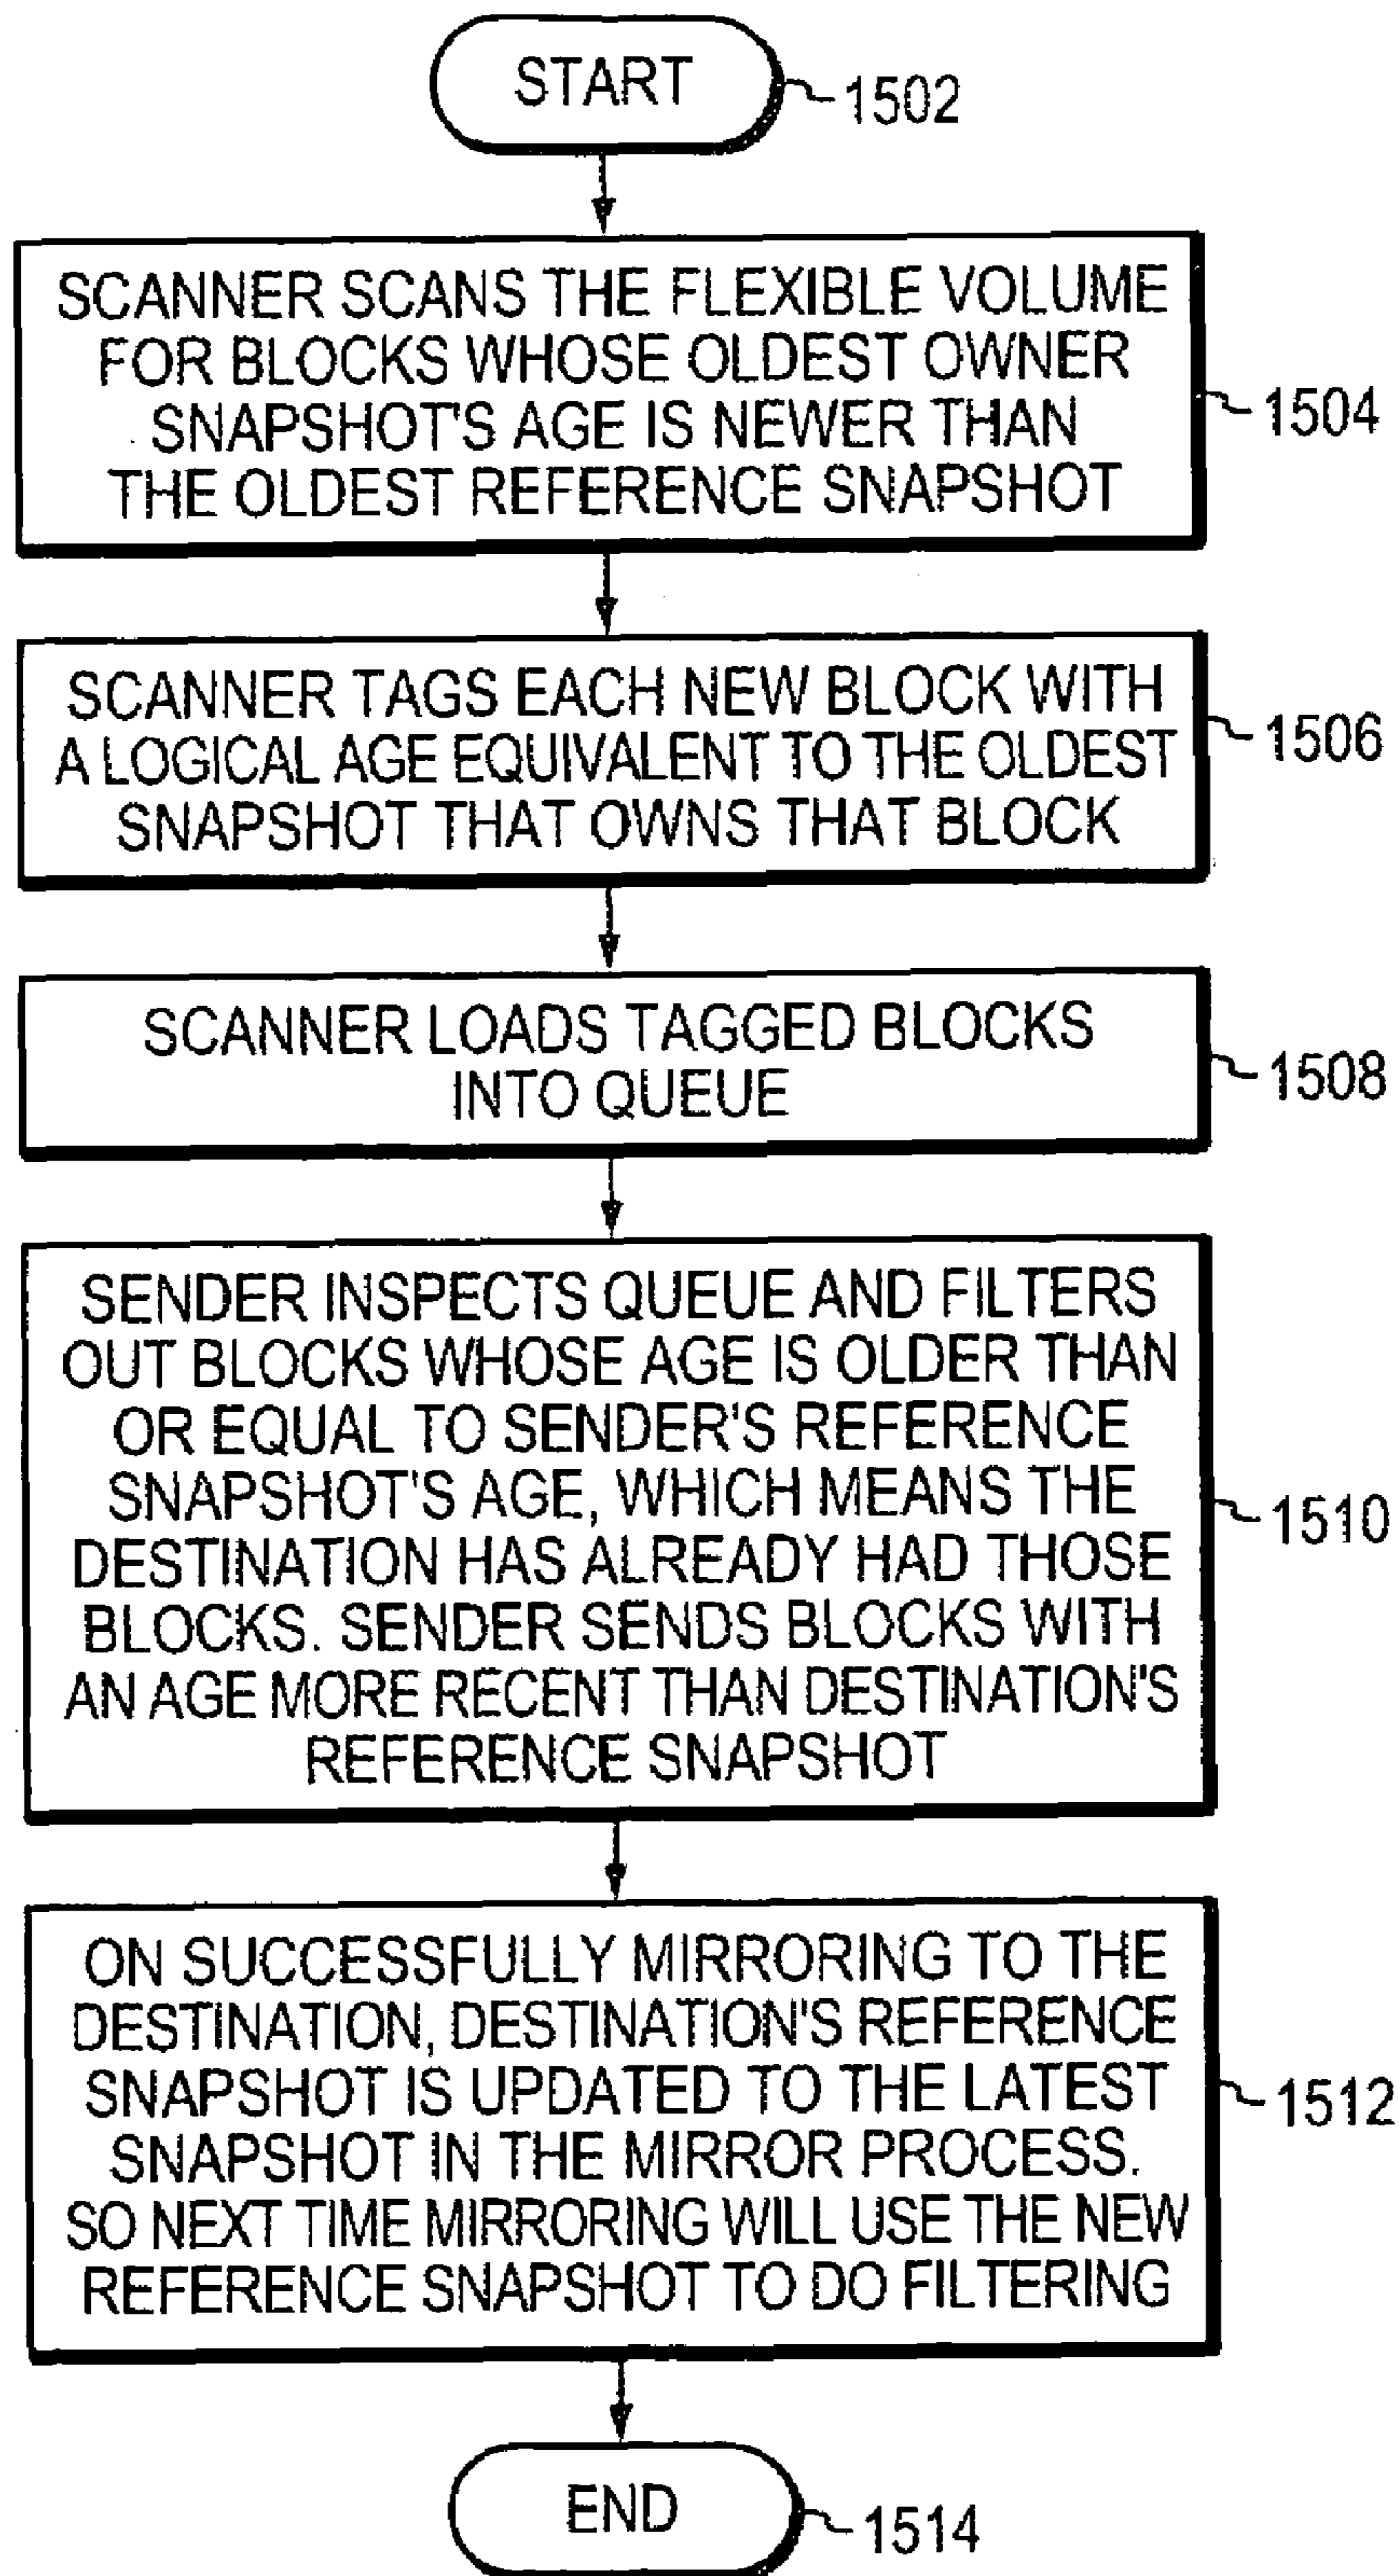 START
1502
SCANNER SCANS THE FLEXIBLE VOLUME
FOR BLOCKS WHOSE OLDEST OWNER
SNAPSHOT'S AGE IS NEWER THAN
THE OLDEST REFERENCE SNAPSHOT
1504
SCANNER TAGS EACH NEW BLOCK WITH
A LOGICAL AGE EQUIVALENT TO THE OLDEST
SNAPSHOT THAT OWNS THAT BLOCK
1506
SCANNER LOADS TAGGED BLOCKS
INTO QUEUE
1508
SENDER INSPECTS QUEUE AND FILTERS
OUT BLOCKS WHOSE AGE IS OLDER THAN
OR EQUAL TO SENDER'S REFERENCE
SNAPSHOT'S AGE, WHICH MEANS THE
DESTINATION HAS ALREADY HAD THOSE
BLOCKS. SENDER SENDS BLOCKS WITH
AN AGE MORE RECENT THAN DESTINATION'S
REFERENCE SNAPSHOT
1510
ON SUCCESSFULLY MIRRORING TO THE
DESTINATION, DESTINATION'S REFERENCE
SNAPSHOT IS UPDATED TO THE LATEST
SNAPSHOT IN THE MIRROR PROCESS.
SO NEXT TIME MIRRORING WILL USE THE NEW
REFERENCE SNAPSHOT TO DO FILTERING
1512
END
1514